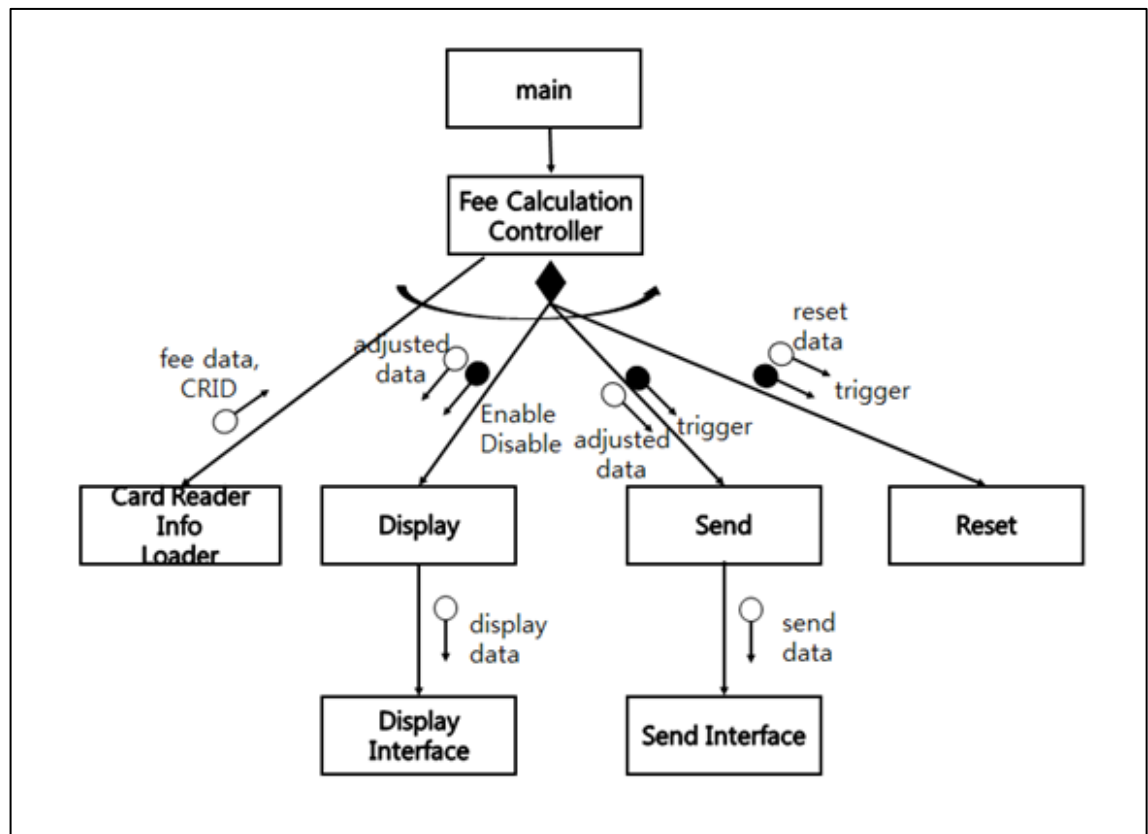 main
Fee Calculation
Controller
fee data,
CRID
adjusted
data
Enable
Disable
adjusted
data
trigger
reset
data
trigger
Card Reader
Info
Loader
Display
Send
Reset
display
data
send
data
Display
Interface
Send Interface